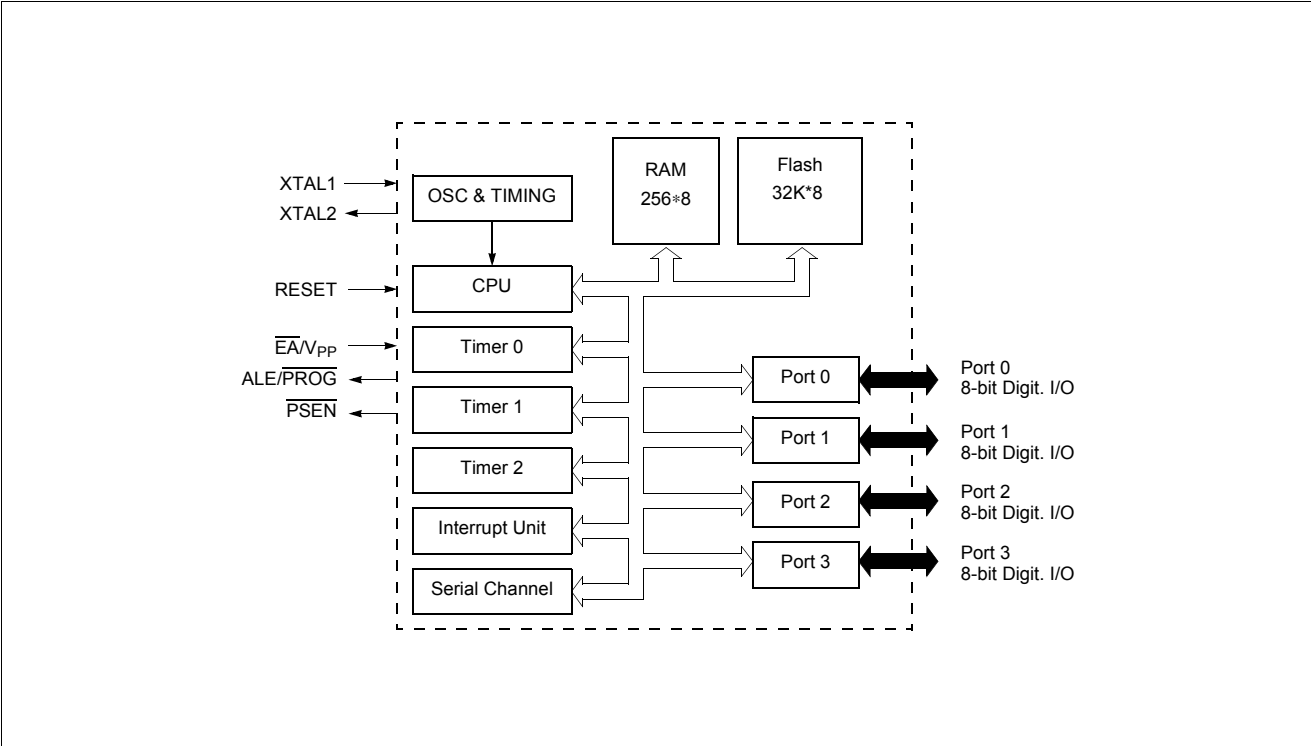 RAM
256*8
Flash
32K*8
XTAL1
XTAL2
OSC & TIMING
RESET
CPU
EA/VPP
ALE/PROG
PSEN
Timer 0
Timer 1
Timer 2
Interrupt Unit
Serial Channel
Port 0
Port 1
Port 2
Port 3
Port 0
8-bit Digit. I/O
Port 1
8-bit Digit. I/O
Port 2
8-bit Digit. I/O
Port 3
8-bit Digit. I/O